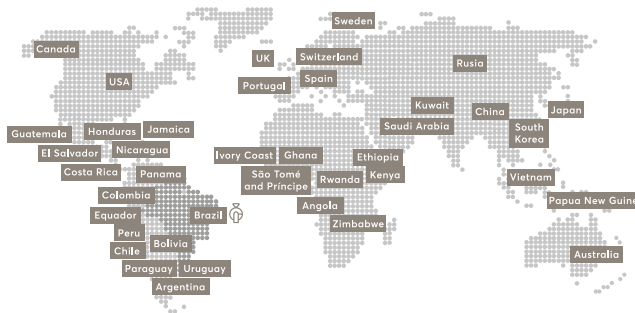 Sweden
Canada
UK
Switzerland
Rusia
USA
Portugal
Spain
Kuwait
China
Japan
Guatemala
Honduras
Jamaica
Saudi Arabia
South
Korea
El Salvador
Nicaragua
Ivory Coast
Ghana
Ethiopia
Costa Rica
Panama
São Tomé
and Príncipe
Rwanda
Kenya
Vietnam
Colombia
Angola
Papua New Guine
Equador
Brazil
Zimbabwe
Peru
Chile
Bolivia
Australia
Paraguay
Uruguay
Argentina